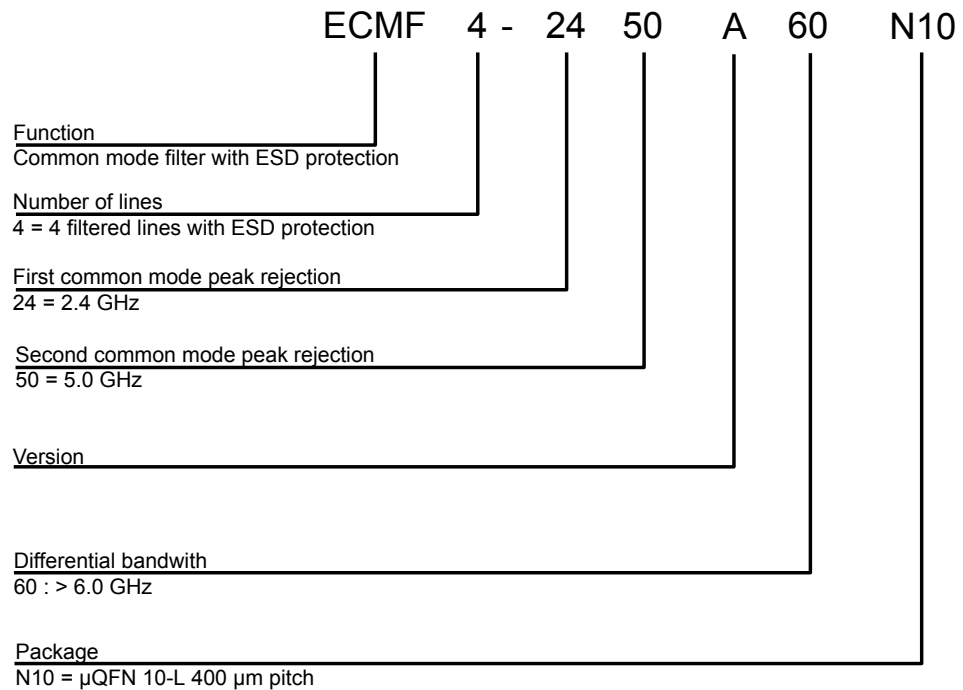 ECMF 4 - 24 50 A 60 N10
Function
Common mode filter with ESD protection
Number of lines
4 = 4 filtered lines with ESD protection
First common mode peak rejection
24 = 2.4 GHz
Second common mode peak rejection
50 = 5.0 GHz
Version
Differential bandwith
60 : > 6.0 GHz
Package
N10 = µQFN 10-L 400 µm pitch